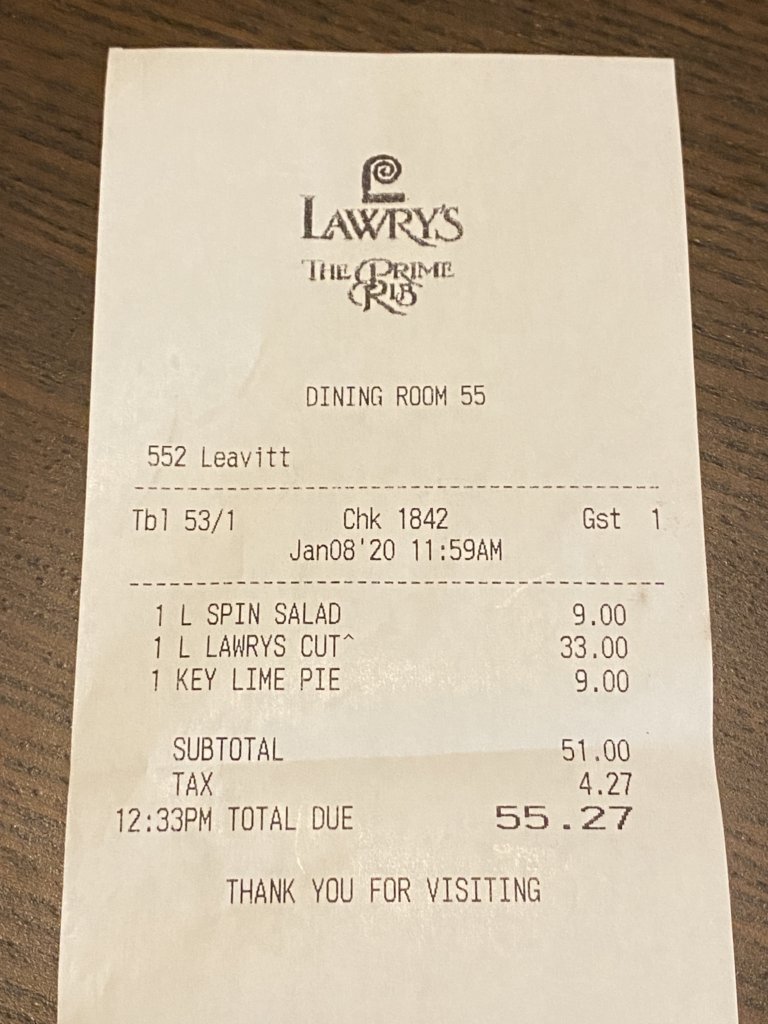 LAWRY'S
THE PRIME
RIB
DINING ROOM 55
552 Leavitt
Tbl 53/1 Chk 1842 Gst 1
Jan08'20 11:59AM
1 L SPIN SALAD 9.00
1 L LAWRYS CUT^ 33.00
1 KEY LIME PIE 9.00
SUBTOTAL 51.00
TAX 4.27
12:33PM TOTAL DUE 55.27
THANK YOU FOR VISITING